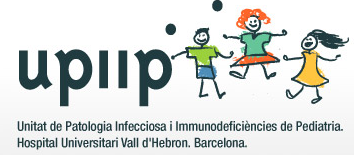 upiip
Unitat de Patologia Infecciosa i Immunodeficiències de Pediatria.
Hospital Universitari Vall d'Hebron. Barcelona.